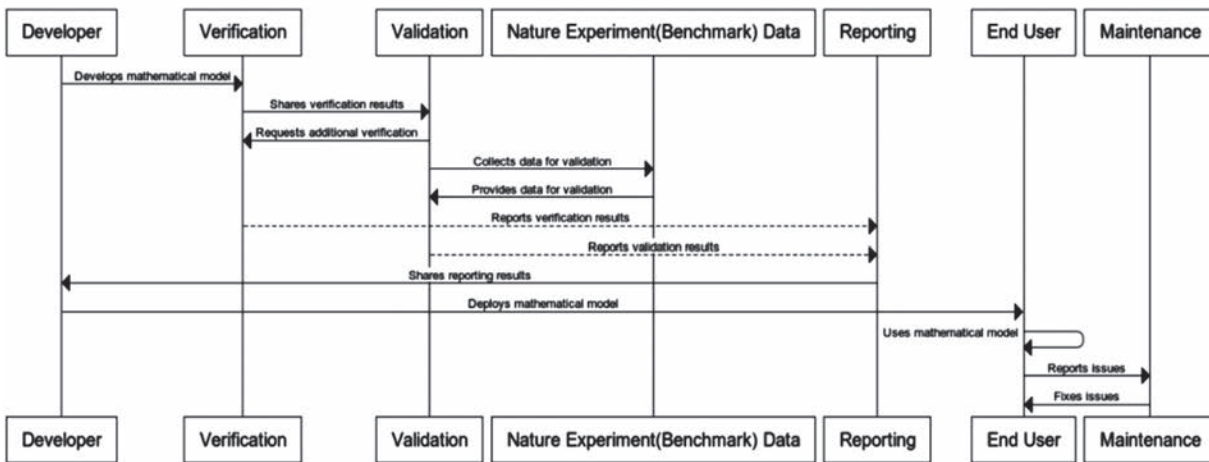 Developer
Verification
Validation
Nature Experiment(Benchmark) Data
Reporting
End User
Maintenance
Develops mathematical model
Shares verification results
Requests additional verification
Collects data for validation
Provides data for validation
Reports verification results
Reports validation results
Shares reporting results
Deploys mathematical model
Uses mathematical model
Reports issues
Fixes issues
Developer
Verification
Validation
Nature Experiment(Benchmark) Data
Reporting
End User
Maintenance